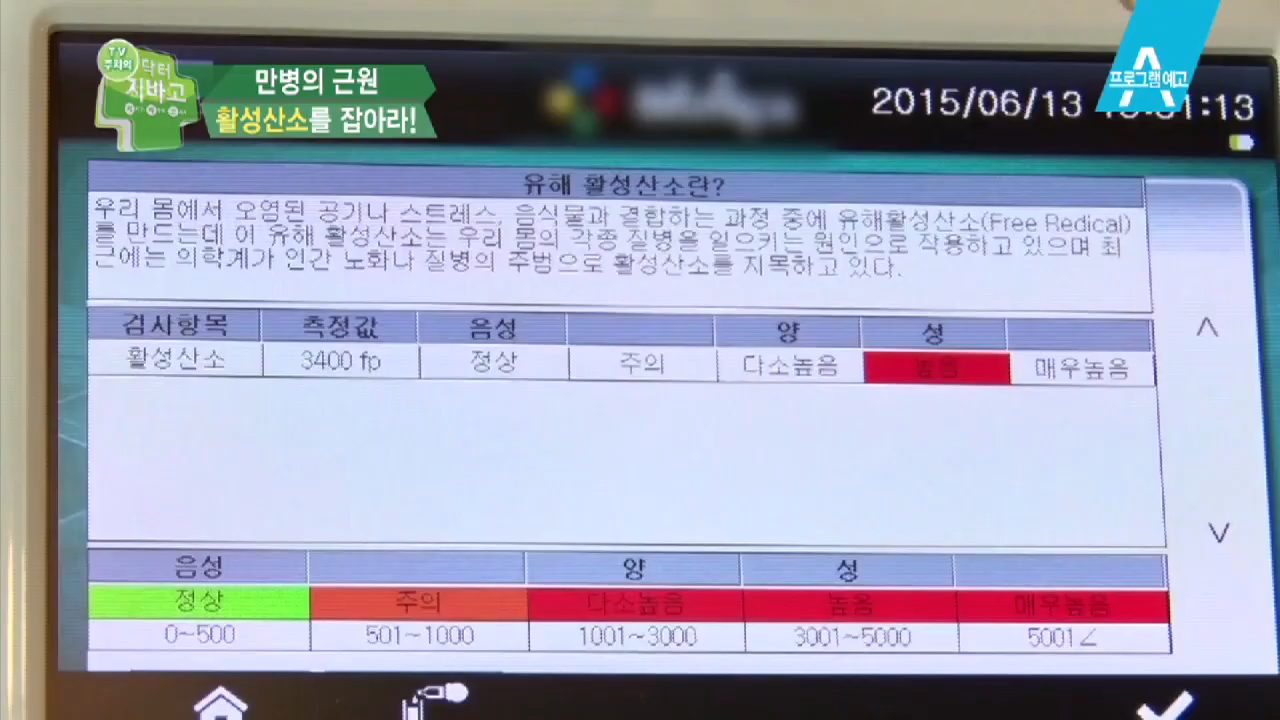 TV
주치의
닥터
지바고
만병의 근원
활성산소를 잡아라!
프로그램예고
2015/06/13 1:13
유해 활성산소란?
우리 몸에서 오염된 공기나 스트레스, 음식물과 결합하는 과정 중에 유해활성산소(Free Redical)
를 만드는데 이 유해 활성산소는 우리 몸의 각종 질병을 일으키는 원인으로 작용하고 있으며 최
근에는 의학계가 인간 노화나 질병의 주범으로 활성산소를 지목하고 있다.
검사항목 측정값 음성 양 성
활성산소 3400 fp 정상 주의 다소높음 높음 매우높음
음성 양 성
정상 주의 다소높음 높음 매우높음
0~500 501~1000 1001~3000 3001~5000 5001∠